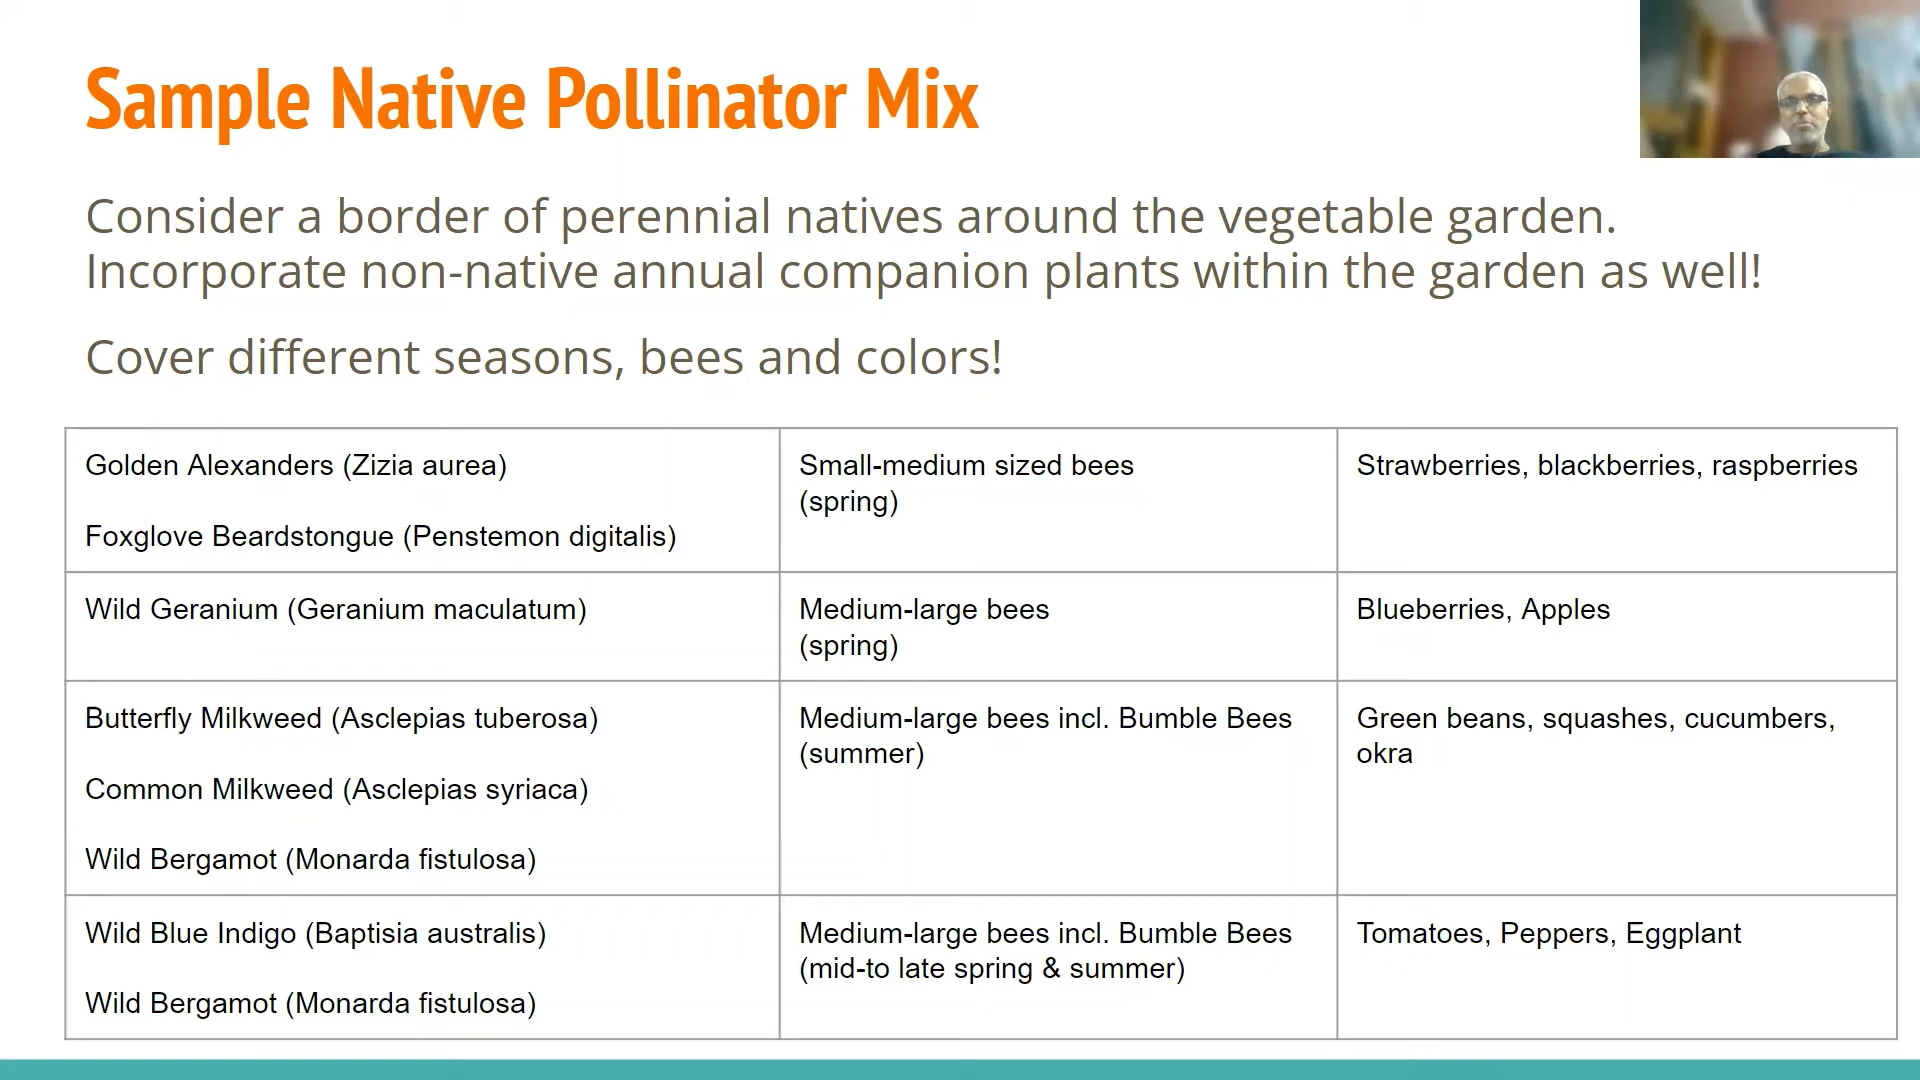 Sample Native Pollinator Mix
Consider a border of perennial natives around the vegetable garden.
Incorporate non-native annual companion plants within the garden as well!
Cover different seasons, bees and colors!
Golden Alexanders (Zizia aurea)
Foxglove Beardstongue (Penstemon digitalis)
Small-medium sized bees
(spring)
Strawberries, blackberries, raspberries
Wild Geranium (Geranium maculatum)
Medium-large bees
(spring)
Blueberries, Apples
Butterfly Milkweed (Asclepias tuberosa)
Common Milkweed (Asclepias syriaca)
Wild Bergamot (Monarda fistulosa)
Medium-large bees incl. Bumble Bees
(summer)
Green beans, squashes, cucumbers,
okra
Wild Blue Indigo (Baptisia australis)
Wild Bergamot (Monarda fistulosa)
Medium-large bees incl. Bumble Bees
(mid-to late spring & summer)
Tomatoes, Peppers, Eggplant